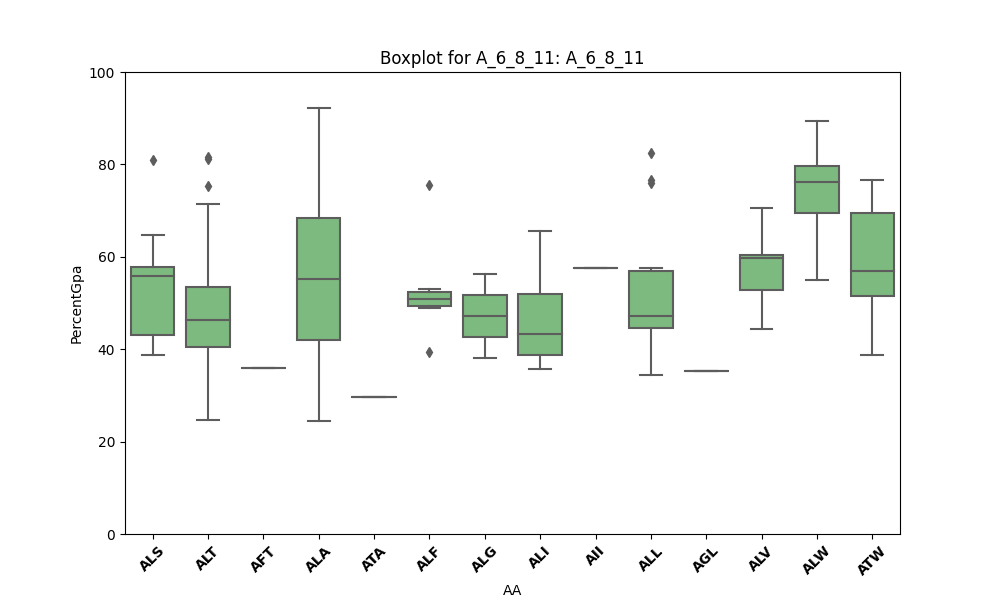 Boxplot for A_6_8_11: A_6_8_11
PercentGpa
100
80
60
40
20
0
ALS ALT AFT ALA ATA ALF ALG ALI AII ALL AGL ALV ALW ATW
AA